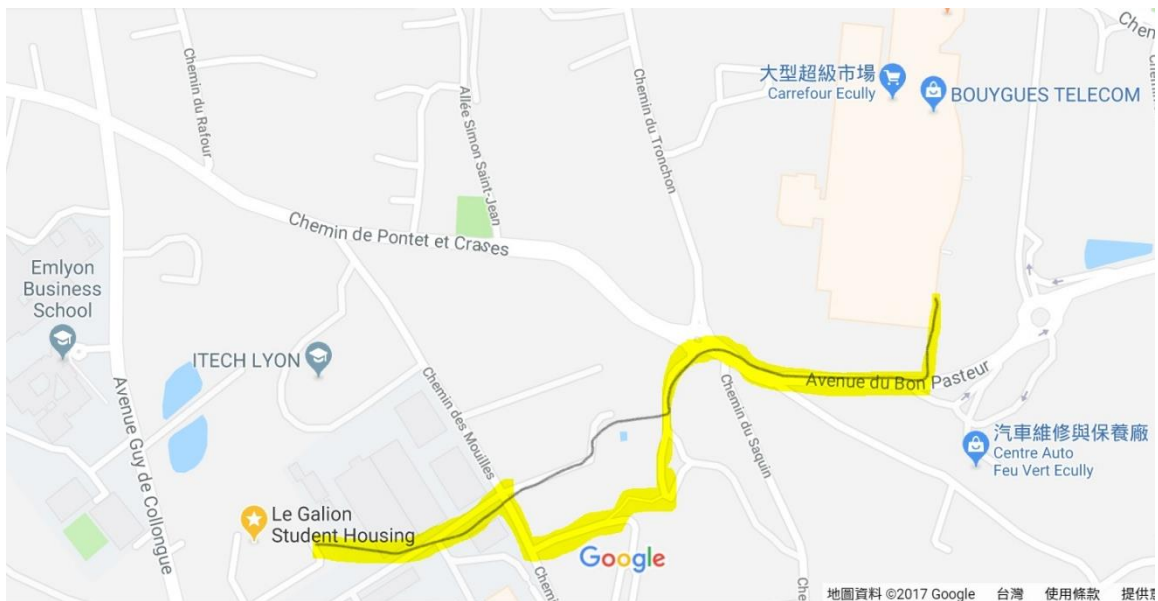 Chemin du Rafour
Allée Simon Saint-Jean
Chemin du Tronchon
大型超級市場
Carrefour Ecully
BOUYGUES TELECOM
Chemin de Pontet et Crases
Emlyon
Business
School
ITECH LYON
Avenue Guy de Collongue
Chemin des Mouilles
Avenue du Bon Pasteur
Chemin du Saquin
汽車維修與保養廠
Centre Auto
Feu Vert Ecully
Le Galion
Student Housing
Google
地圖資料 ©2017 Google 台灣 使用條款